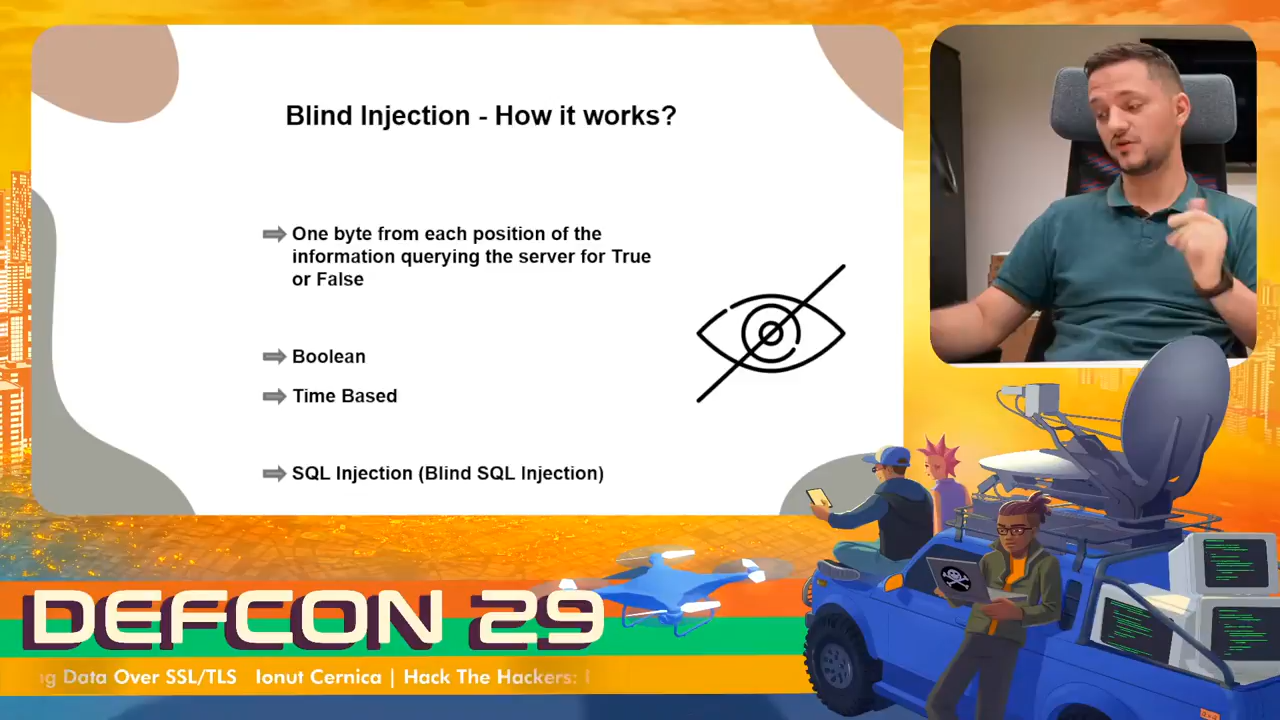 Blind Injection - How it works?
One byte from each position of the
information querying the server for True
or False
Boolean
Time Based
SQL Injection (Blind SQL Injection)
DEFCON 29
Data Over SSL/TLS Ionut Cernica | Hack The Hackers: